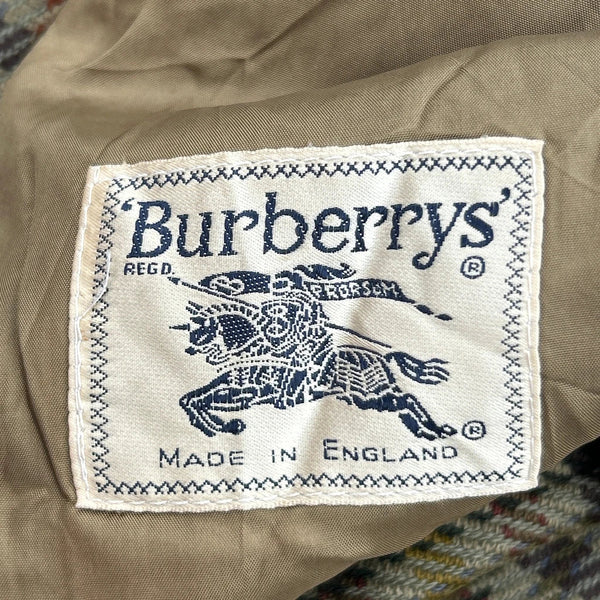 'Burberrys'
REGD. ®
PRORSUM
®
MADE IN ENGLAND